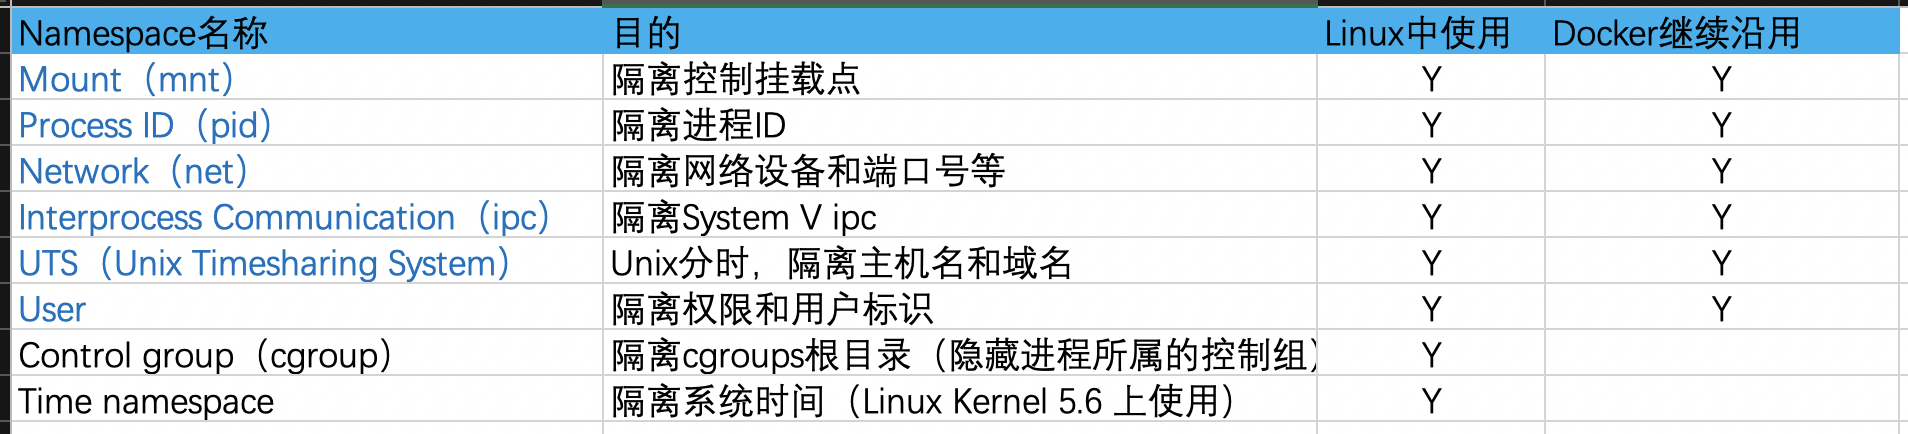 Namespace名称 目的 Linux中使用 Docker继续沿用
Mount（mnt） 隔离控制挂载点 Y Y
Process ID（pid） 隔离进程ID Y Y
Network（net） 隔离网络设备和端口号等 Y Y
Interprocess Communication（ipc） 隔离System V ipc Y Y
UTS（Unix Timesharing System） Unix分时，隔离主机名和域名 Y Y
User 隔离权限和用户标识 Y Y
Control group（cgroup） 隔离cgroups根目录（隐藏进程所属的控制组） Y
Time namespace 隔离系统时间（Linux Kernel 5.6 上使用） Y